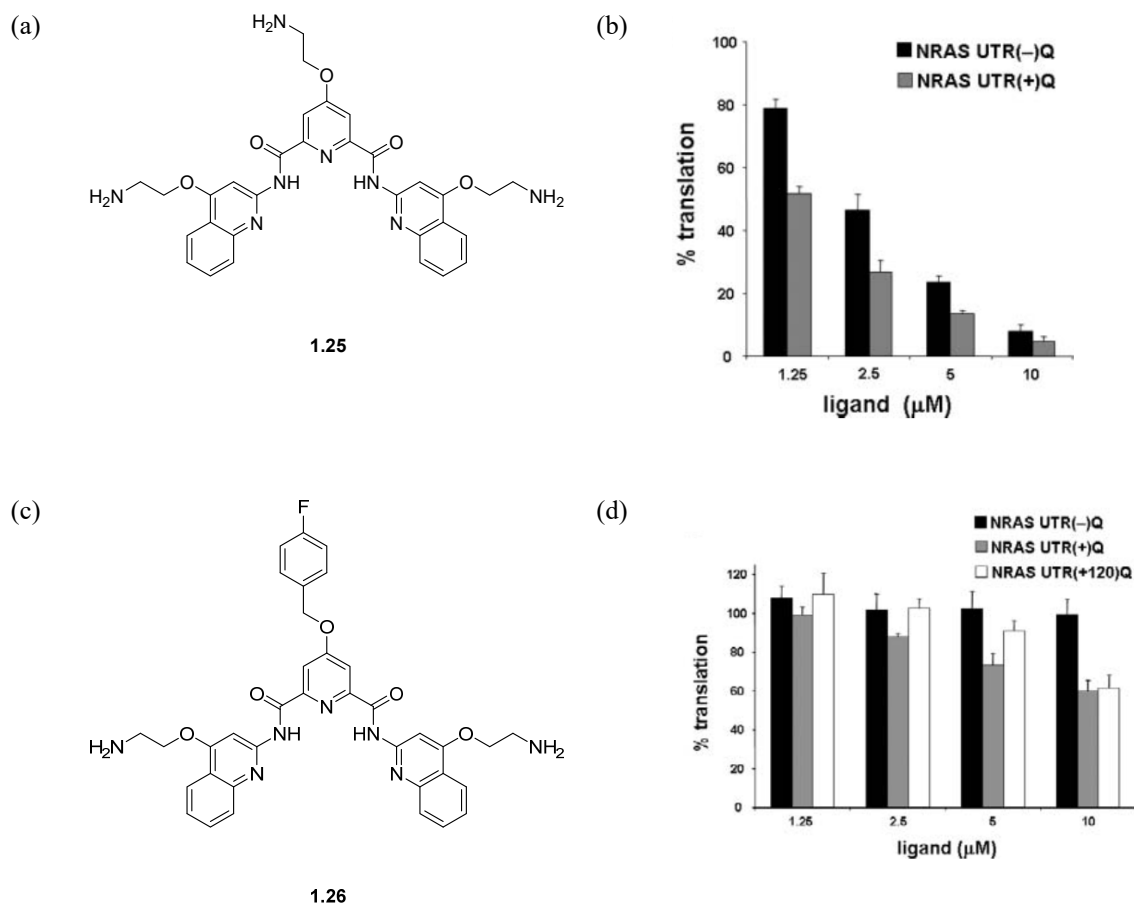 (a)
H₂N
O
O
N
O
H₂N
O
NH
HN
O
NH₂
N
N
1.25
(b)
NRAS UTR(–)Q
NRAS UTR(+)Q
100
80
60
40
20
0
% translation
1.25 2.5 5 10
ligand (μM)
(c)
F
O
O
N
O
H₂N
O
NH
HN
O
NH₂
N
N
1.26
(d)
NRAS UTR(–)Q
NRAS UTR(+)Q
NRAS UTR(+120)Q
120
100
80
60
40
20
0
% translation
1.25 2.5 5 10
ligand (μM)